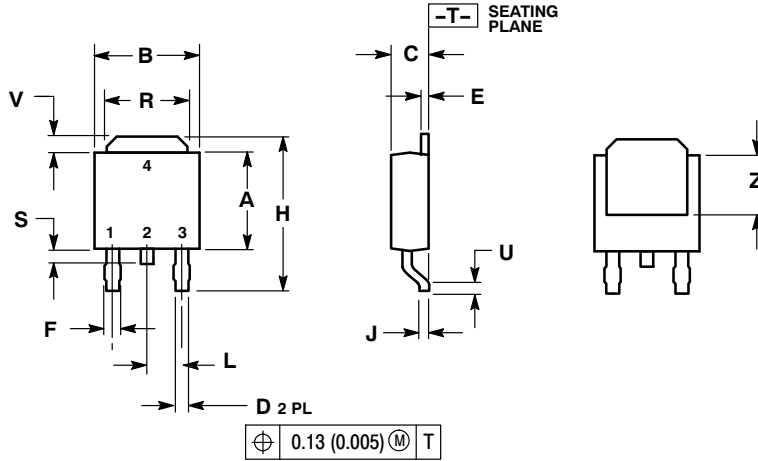 –T– SEATING
PLANE
B
C
V
R
E
4
Z
A
H
S
1 2 3
U
F
J
L
D 2 PL
⌖ 0.13 (0.005) Ⓜ T